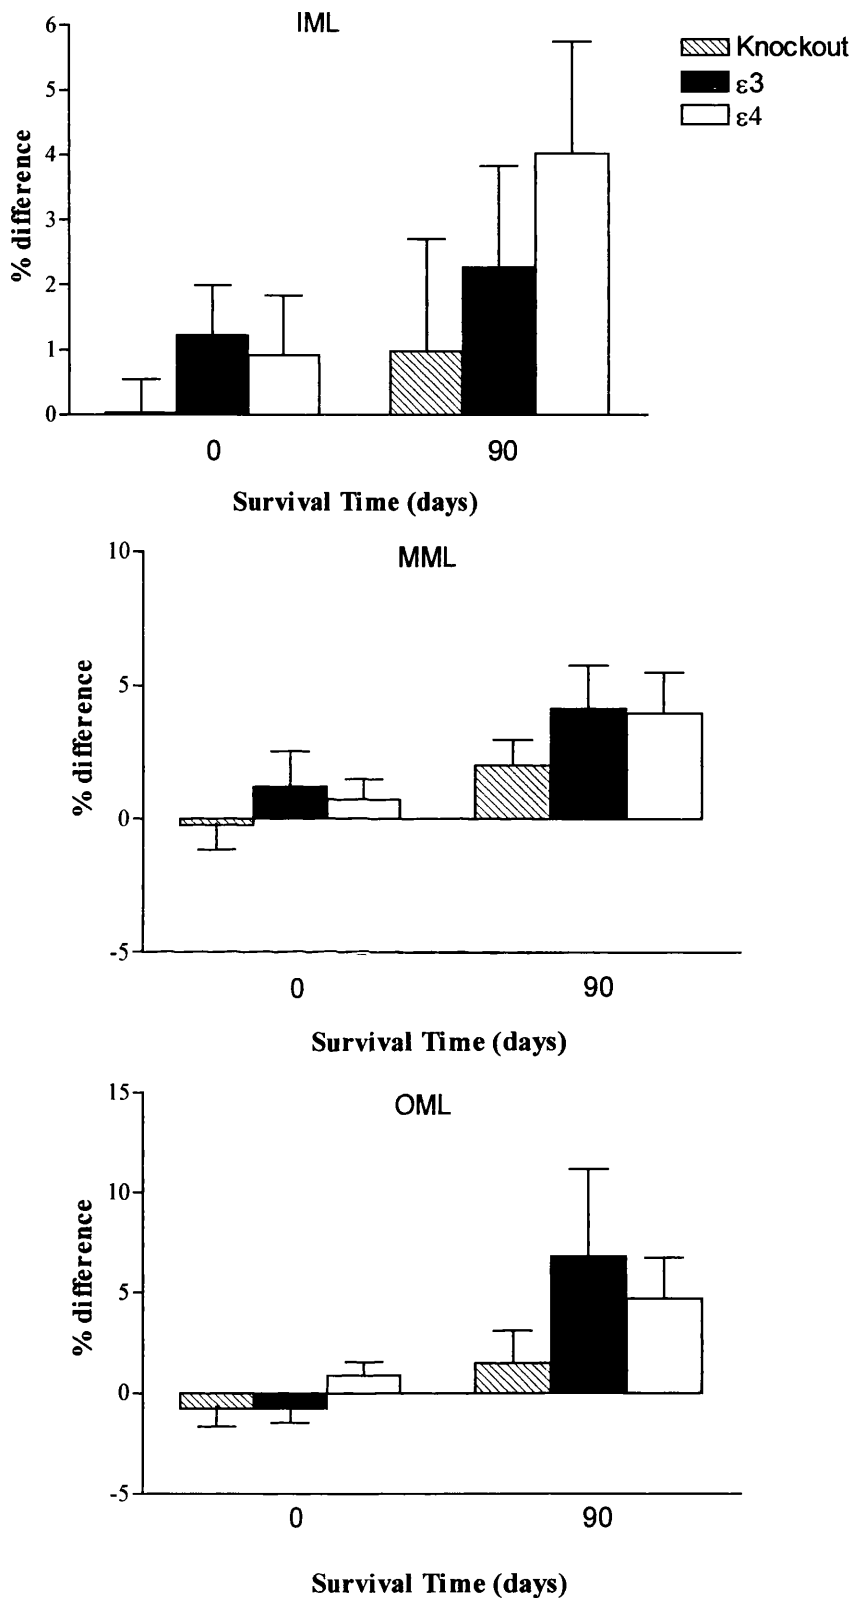 IML
Knockout
ε3
ε4
6
5
4
3
2
1
0
% difference
0 90
Survival Time (days)
MML
10
5
0
-5
% difference
0 90
Survival Time (days)
OML
15
10
5
0
-5
% difference
0 90
Survival Time (days)